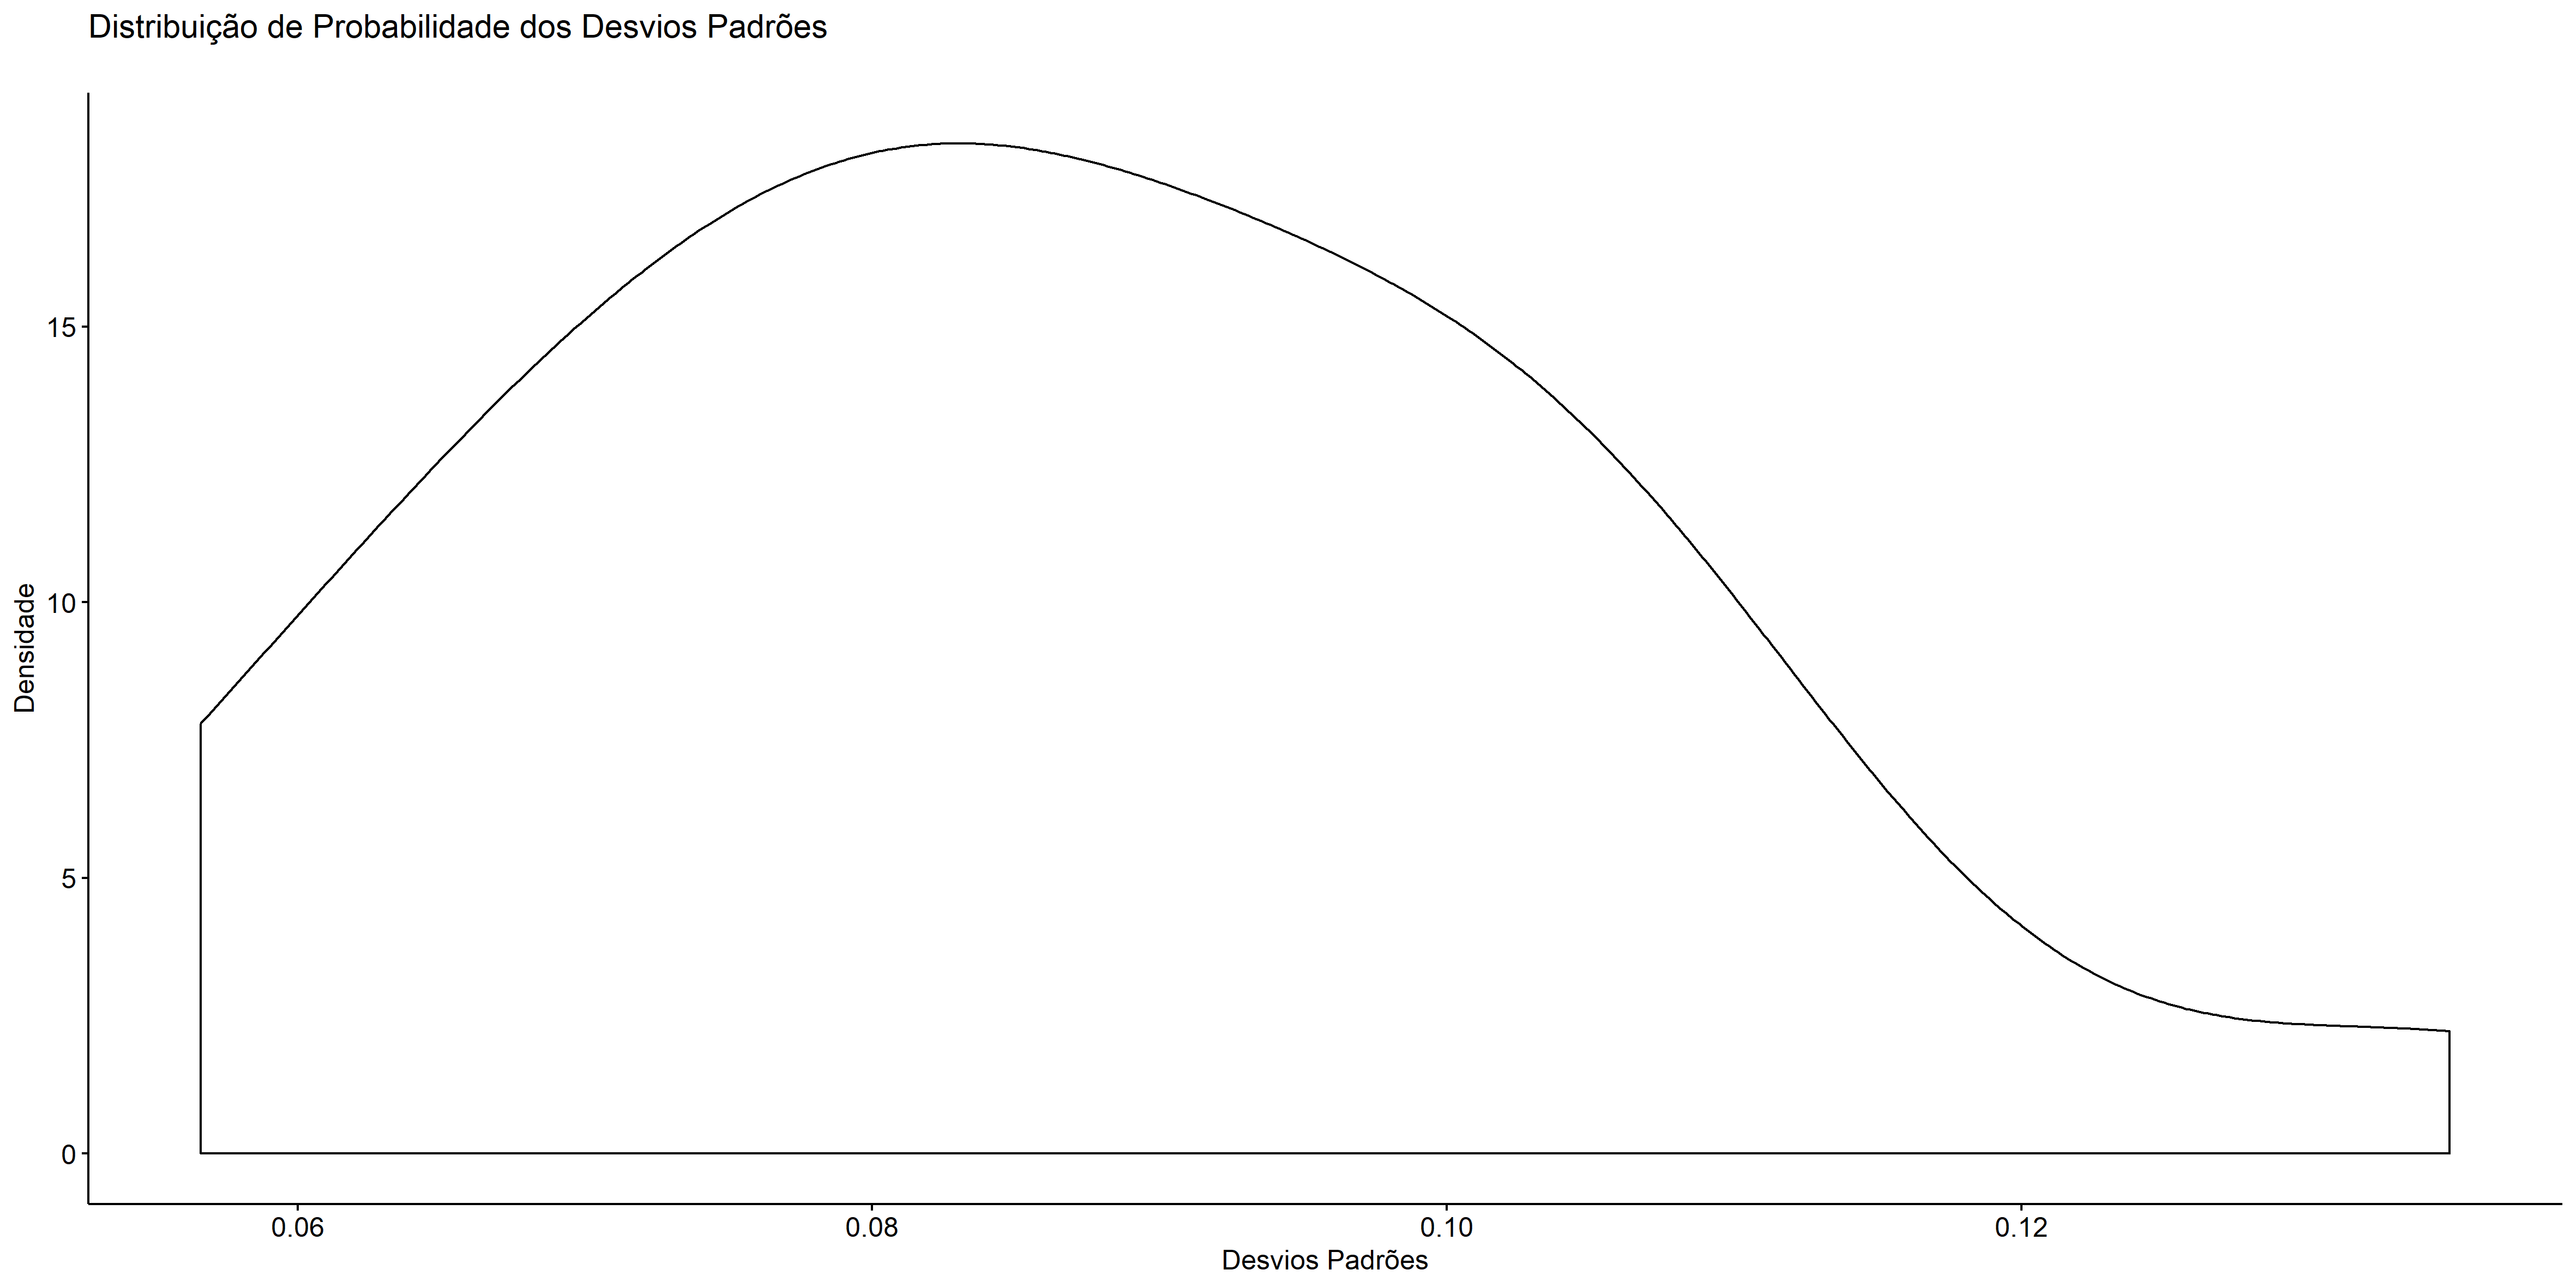 Distribuição de Probabilidade dos Desvios Padrões
15
10
5
0
Densidade
0.06 0.08 0.10 0.12
Desvios Padrões